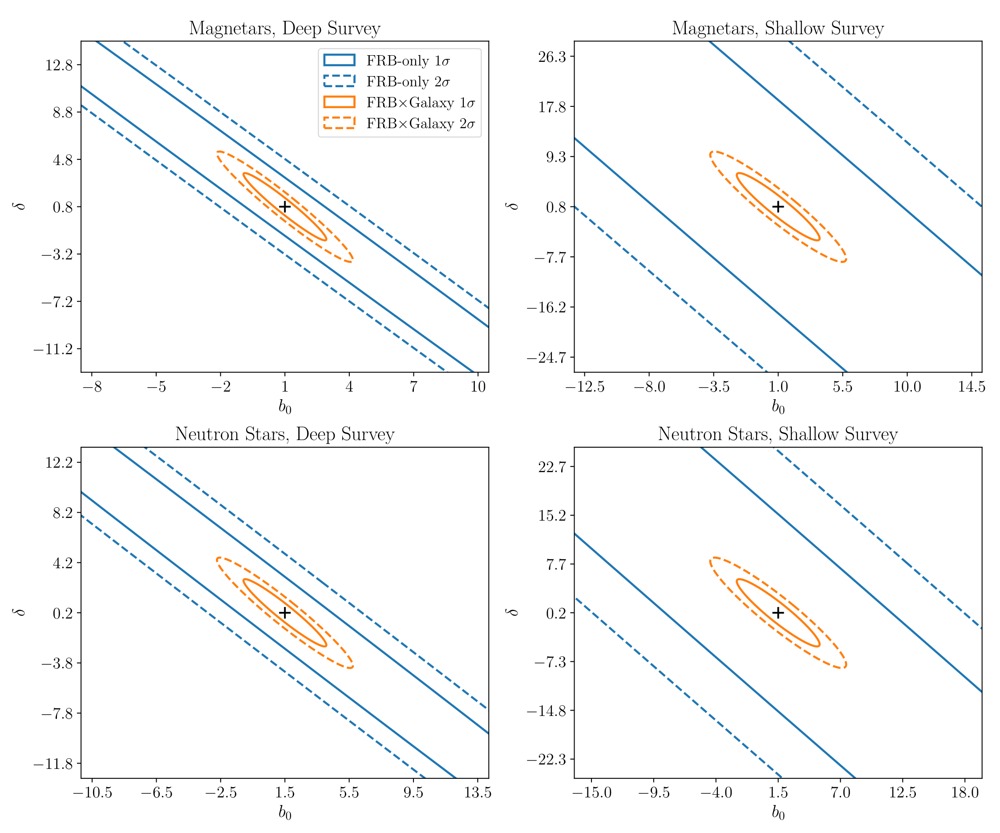 Magnetars, Deep Survey
FRB-only 1σ
FRB-only 2σ
FRB×Galaxy 1σ
FRB×Galaxy 2σ
12.8
8.8
4.8
0.8
−3.2
−7.2
−11.2
δ
−8 −5 −2 1 4 7 10
b₀
Magnetars, Shallow Survey
26.3
17.8
9.3
0.8
−7.7
−16.2
−24.7
δ
−12.5 −8.0 −3.5 1.0 5.5 10.0 14.5
b₀
Neutron Stars, Deep Survey
12.2
8.2
4.2
0.2
−3.8
−7.8
−11.8
δ
−10.5 −6.5 −2.5 1.5 5.5 9.5 13.5
b₀
Neutron Stars, Shallow Survey
22.7
15.2
7.7
0.2
−7.3
−14.8
−22.3
δ
−15.0 −9.5 −4.0 1.5 7.0 12.5 18.0
b₀